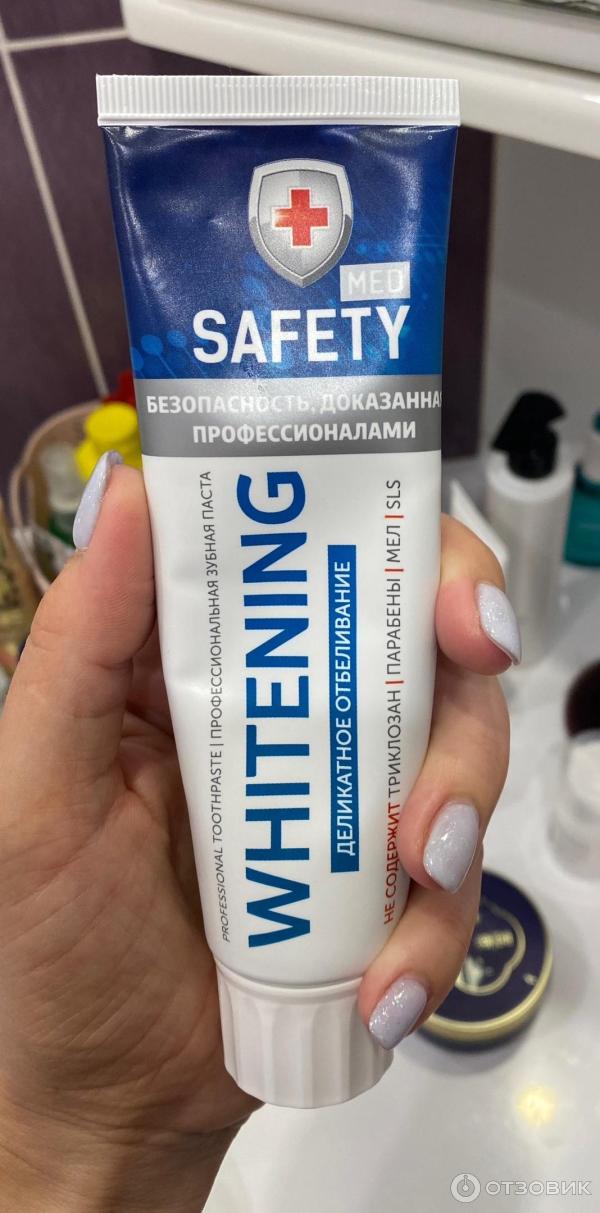 MED
SAFETY
БЕЗОПАСНОСТЬ, ДОКАЗАННАЯ
ПРОФЕССИОНАЛАМИ
PROFESSIONAL TOOTHPASTE | ПРОФЕССИОНАЛЬНАЯ ЗУБНАЯ ПАСТА
WHITENING
ДЕЛИКАТНОЕ ОТБЕЛИВАНИЕ
НЕ СОДЕРЖИТ ТРИКЛОЗАН | ПАРАБЕНЫ | МЕЛ | SLS
ОТЗОВИК